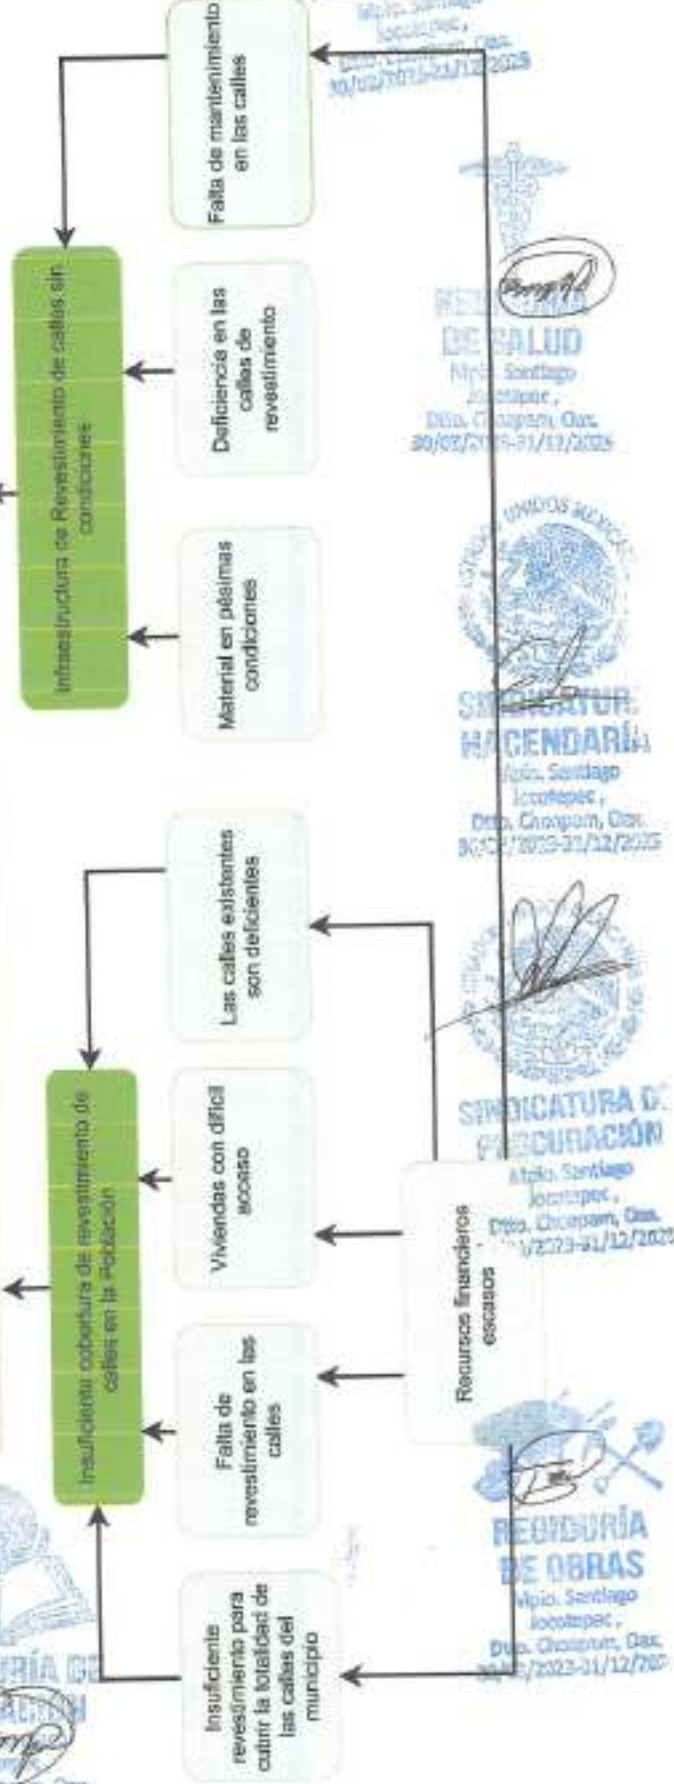 Infraestructura de Revestimiento de calles sin
condiciones
Falta de mantenimiento
en las calles
Deficiencia en las
calles de
revestimiento
Material en pésimas
condiciones
Insuficiente cobertura de revestimiento de
calles en la Población
Las calles existentes
son deficientes
Viviendas con difícil
acceso
Falta de
revestimiento en las
calles
Insuficiente
revestimiento para
cubrir la totalidad de
las calles del
municipio
Recursos financieros
escasos
DE SALUD
Mpio. Santiago
Jocotepec,
Dtto. Choapam, Oax.
UNIDOS MEXICANOS
SINDICATURA
HACENDARÍA
Mpio. Santiago
Jocotepec,
Dtto. Choapam, Oax.
SINDICATURA DE
PROCURACIÓN
Mpio. Santiago
Jocotepec,
Dtto. Choapam, Oax.
REGIDURÍA
DE OBRAS
Mpio. Santiago
Jocotepec,
Dtto. Choapam, Oax.